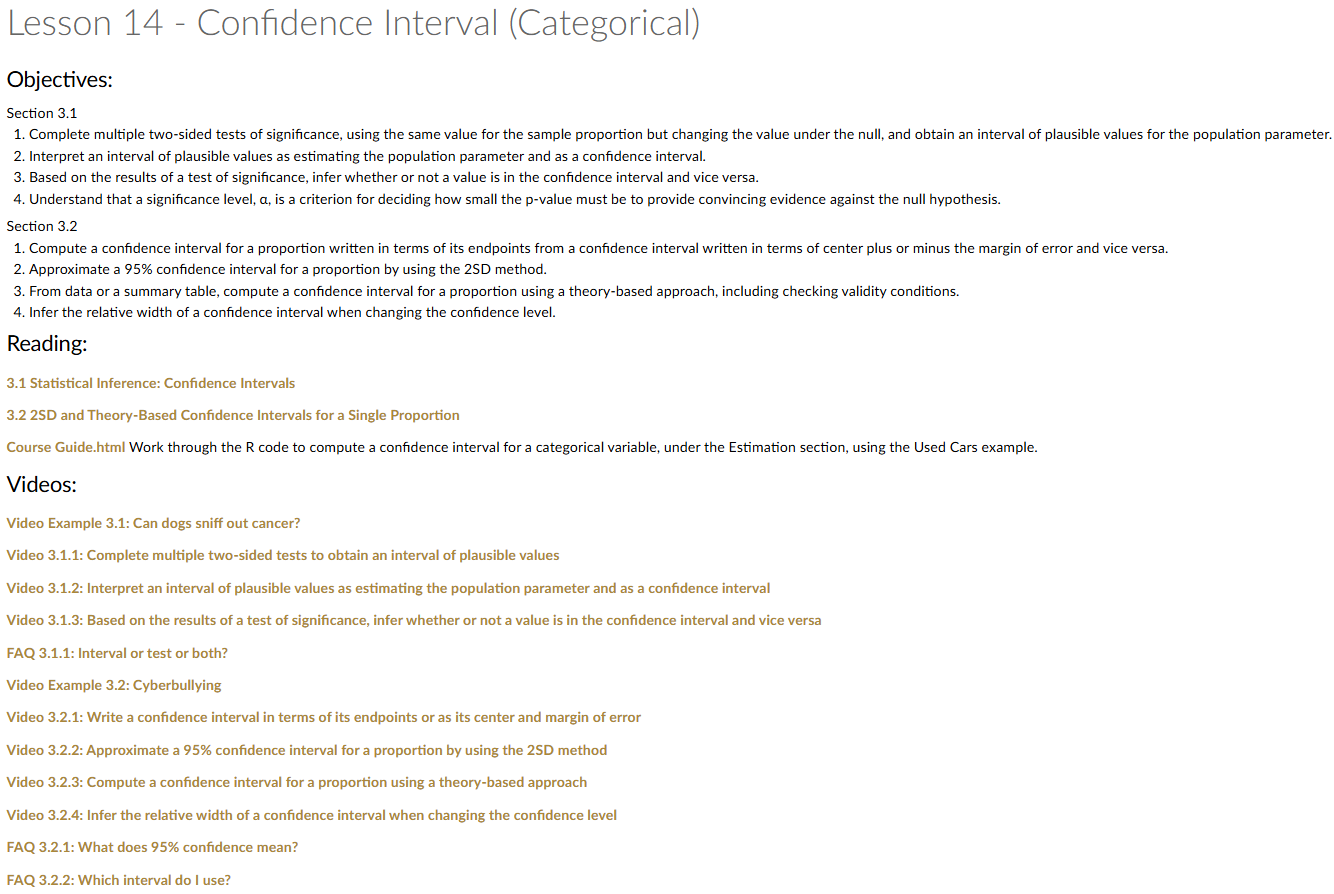 Lesson 14 - Confidence Interval (Categorical)
Objectives:
Section 3.1
1. Complete multiple two-sided tests of significance, using the same value for the sample proportion but changing the value under the null, and obtain an interval of plausible values for the population parameter.
2. Interpret an interval of plausible values as estimating the population parameter and as a confidence interval.
3. Based on the results of a test of significance, infer whether or not a value is in the confidence interval and vice versa.
4. Understand that a significance level, α, is a criterion for deciding how small the p-value must be to provide convincing evidence against the null hypothesis.
Section 3.2
1. Compute a confidence interval for a proportion written in terms of its endpoints from a confidence interval written in terms of center plus or minus the margin of error and vice versa.
2. Approximate a 95% confidence interval for a proportion by using the 2SD method.
3. From data or a summary table, compute a confidence interval for a proportion using a theory-based approach, including checking validity conditions.
4. Infer the relative width of a confidence interval when changing the confidence level.
Reading:
3.1 Statistical Inference: Confidence Intervals
3.2 2SD and Theory-Based Confidence Intervals for a Single Proportion
Course Guide.html Work through the R code to compute a confidence interval for a categorical variable, under the Estimation section, using the Used Cars example.
Videos:
Video Example 3.1: Can dogs sniff out cancer?
Video 3.1.1: Complete multiple two-sided tests to obtain an interval of plausible values
Video 3.1.2: Interpret an interval of plausible values as estimating the population parameter and as a confidence interval
Video 3.1.3: Based on the results of a test of significance, infer whether or not a value is in the confidence interval and vice versa
FAQ 3.1.1: Interval or test or both?
Video Example 3.2: Cyberbullying
Video 3.2.1: Write a confidence interval in terms of its endpoints or as its center and margin of error
Video 3.2.2: Approximate a 95% confidence interval for a proportion by using the 2SD method
Video 3.2.3: Compute a confidence interval for a proportion using a theory-based approach
Video 3.2.4: Infer the relative width of a confidence interval when changing the confidence level
FAQ 3.2.1: What does 95% confidence mean?
FAQ 3.2.2: Which interval do I use?